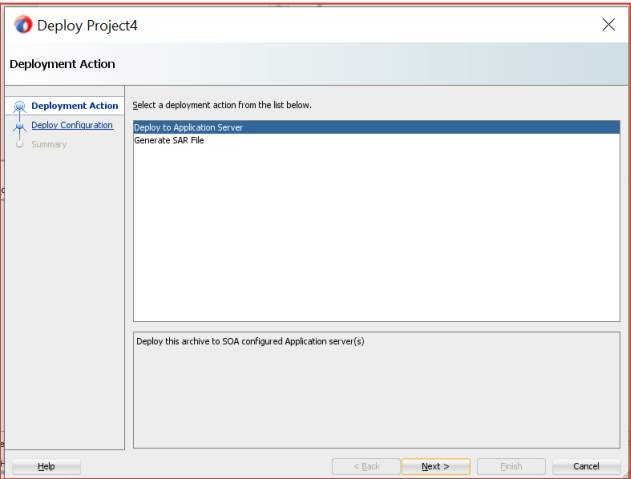 Deploy Project4
Deployment Action
Deployment Action
Deploy Configuration
Summary
Select a deployment action from the list below.
Deploy to Application Server
Generate SAR File
Deploy this archive to SOA configured Application server(s)
Help
< Back
Next >
Finish
Cancel